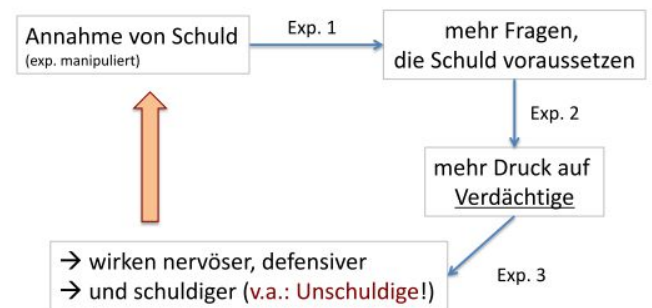 Annahme von Schuld
(exp. manipuliert)
Exp. 1
mehr Fragen,
die Schuld voraussetzen
Exp. 2
mehr Druck auf
Verdächtige
Exp. 3
→ wirken nervöser, defensiver
→ und schuldiger (v.a.: Unschuldige!)